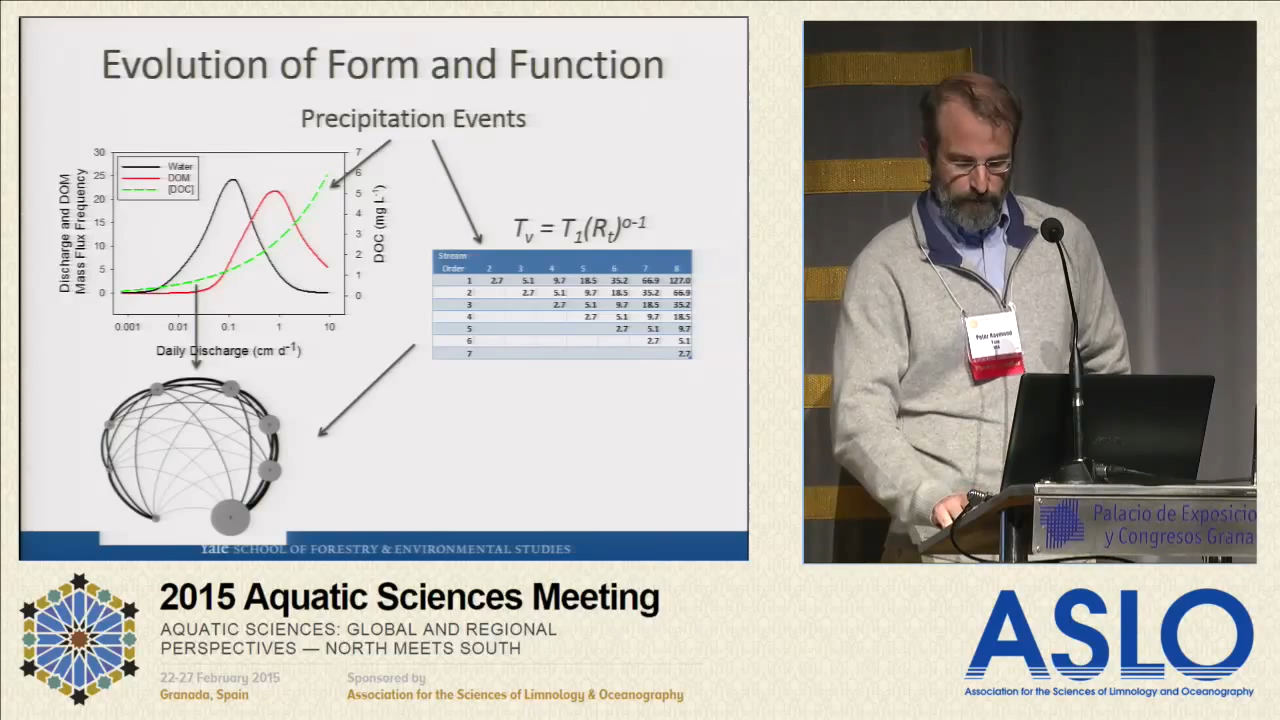 Evolution of Form and Function
Precipitation Events
30
25
20
15
10
5
0
Discharge and DOM
Mass Flux Frequency
Water
DOM
[DOC]
7
6
5
4
3
2
1
0
DOC (mg L-1)
0.001 0.01 0.1 1 10
Daily Discharge (cm d-1)
Tv = T1(Rt)o-1
Stream
Order 2 3 4 5 6 7 8
1 2.7 5.1 9.7 18.5 35.2 66.9 127.0
2 2.7 5.1 9.7 18.5 35.2 66.9
3 2.7 5.1 9.7 18.5 35.2
4 2.7 5.1 9.7 18.5
5 2.7 5.1 9.7
6 2.7 5.1
7 2.7
Yale SCHOOL OF FORESTRY & ENVIRONMENTAL STUDIES
Peter Raymond
Palacio de Exposicio
y Congresos Grana
2015 Aquatic Sciences Meeting
AQUATIC SCIENCES: GLOBAL AND REGIONAL
PERSPECTIVES — NORTH MEETS SOUTH
22-27 February 2015
Granada, Spain
Sponsored by
Association for the Sciences of Limnology & Oceanography
ASLO
Association for the Sciences of Limnology and Oceanography